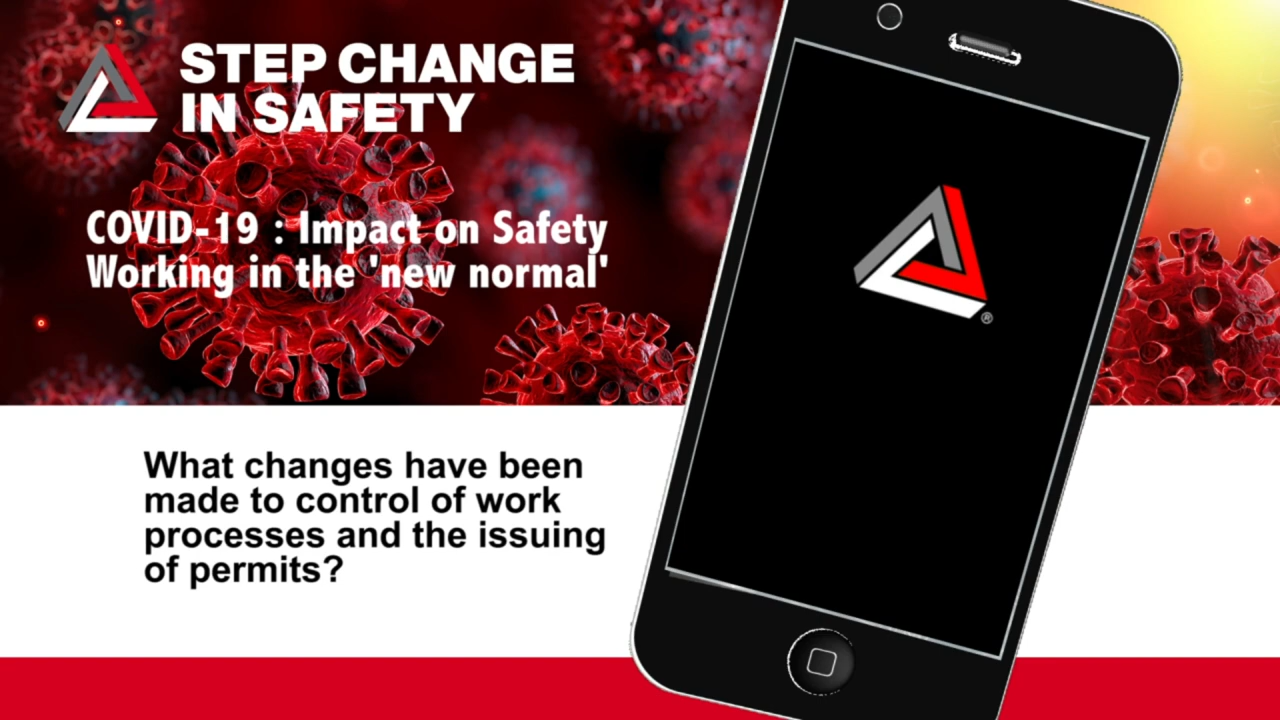 STEP CHANGE
IN SAFETY
COVID-19 : Impact on Safety
Working in the 'new normal'
What changes have been
made to control of work
processes and the issuing
of permits?
®